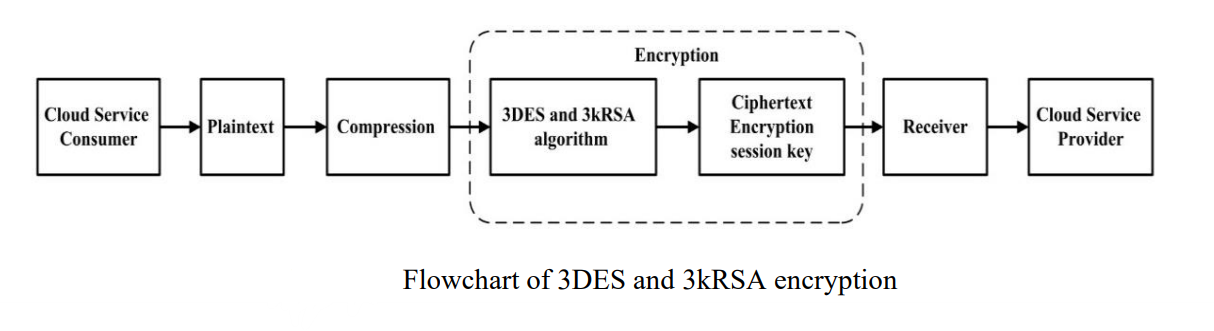 Encryption
Cloud Service
Consumer
Plaintext
Compression
3DES and 3kRSA
algorithm
Ciphertext
Encryption
session key
Receiver
Cloud Service
Provider
Flowchart of 3DES and 3kRSA encryption